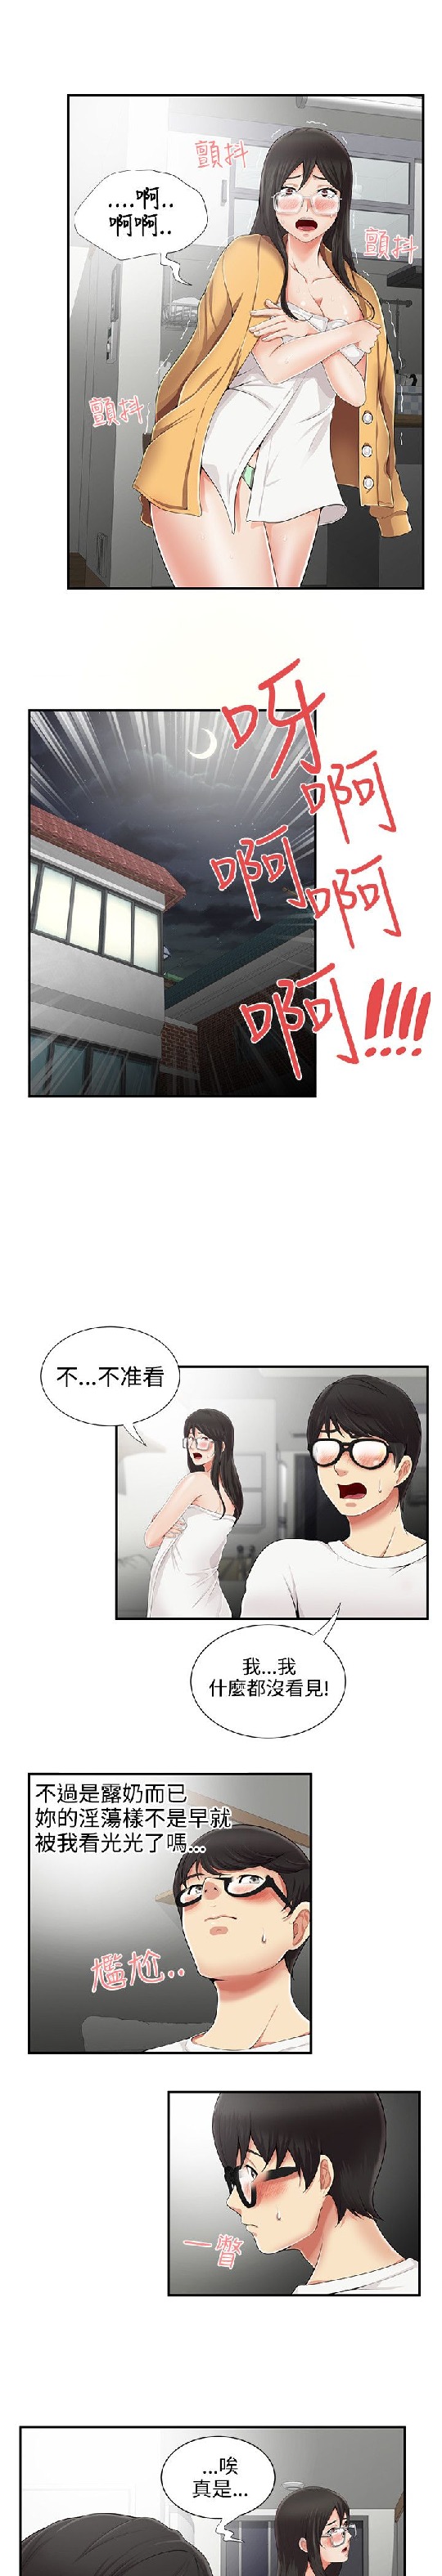 顫抖
....啊..
啊啊..
顫抖
顫抖
呀
啊
啊
啊
啊!!!!
不...不准看
我...我
什麼都沒看見!
不過是露奶而已
妳的淫蕩樣不是早就
被我看光光了嗎...
尷尬..
一瞥
...唉
真是...